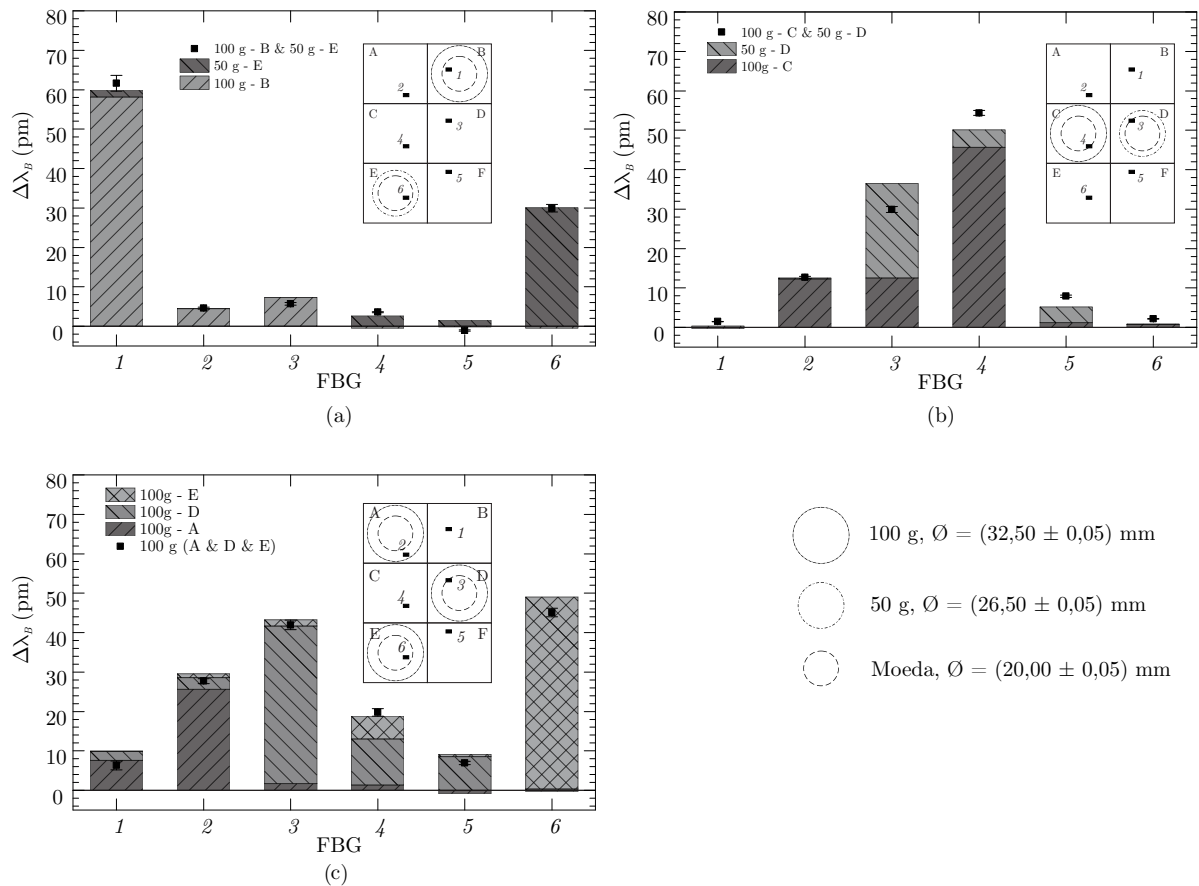 80
70
60
50
40
30
20
10
0
Δλ_B (pm)
100 g - B & 50 g - E
50 g - E
100 g - B
A B
1
2
C D
3
4
E F
5
6
1 2 3 4 5 6
FBG
(a)
80
70
60
50
40
30
20
10
0
Δλ_B (pm)
100 g - C & 50 g - D
50 g - D
100g - C
A B
1
2
C D
3
4
E F
5
6
1 2 3 4 5 6
FBG
(b)
80
70
60
50
40
30
20
10
0
Δλ_B (pm)
100g - E
100g - D
100g - A
100 g (A & D & E)
A B
1
2
C D
3
4
E F
5
6
1 2 3 4 5 6
FBG
(c)
100 g, Ø = (32,50 ± 0,05) mm
50 g, Ø = (26,50 ± 0,05) mm
Moeda, Ø = (20,00 ± 0,05) mm